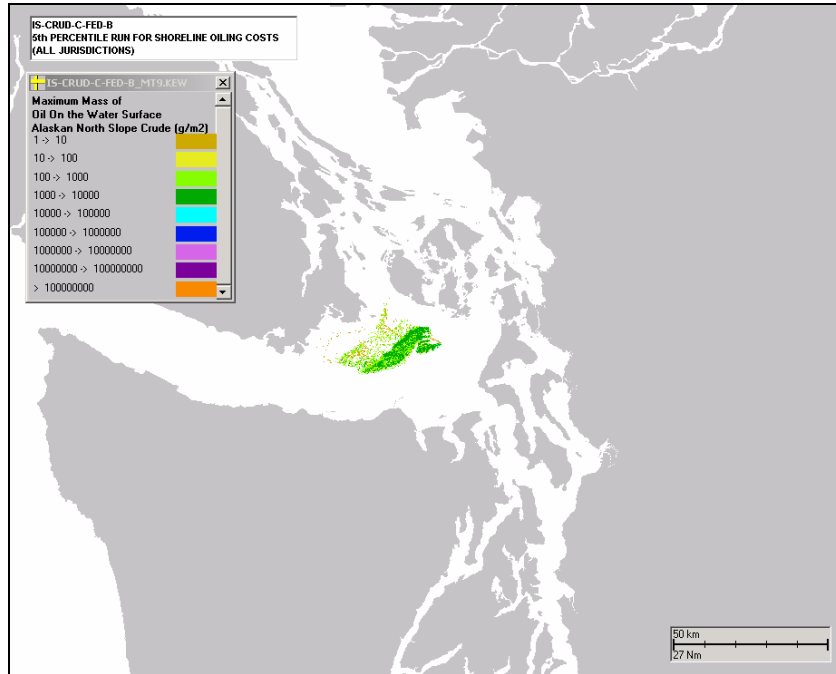 IS-CRUD-C-FED-B
5th PERCENTILE RUN FOR SHORELINE OILING COSTS
(ALL JURISDICTIONS)
IS-CRUD-C-FED-B_MT9.KEW
Maximum Mass of
Oil On the Water Surface
Alaskan North Slope Crude (g/m2)
1 -> 10
10 -> 100
100 -> 1000
1000 -> 10000
10000 -> 100000
100000 -> 1000000
1000000 -> 10000000
10000000 -> 100000000
> 100000000
50 km
27 Nm